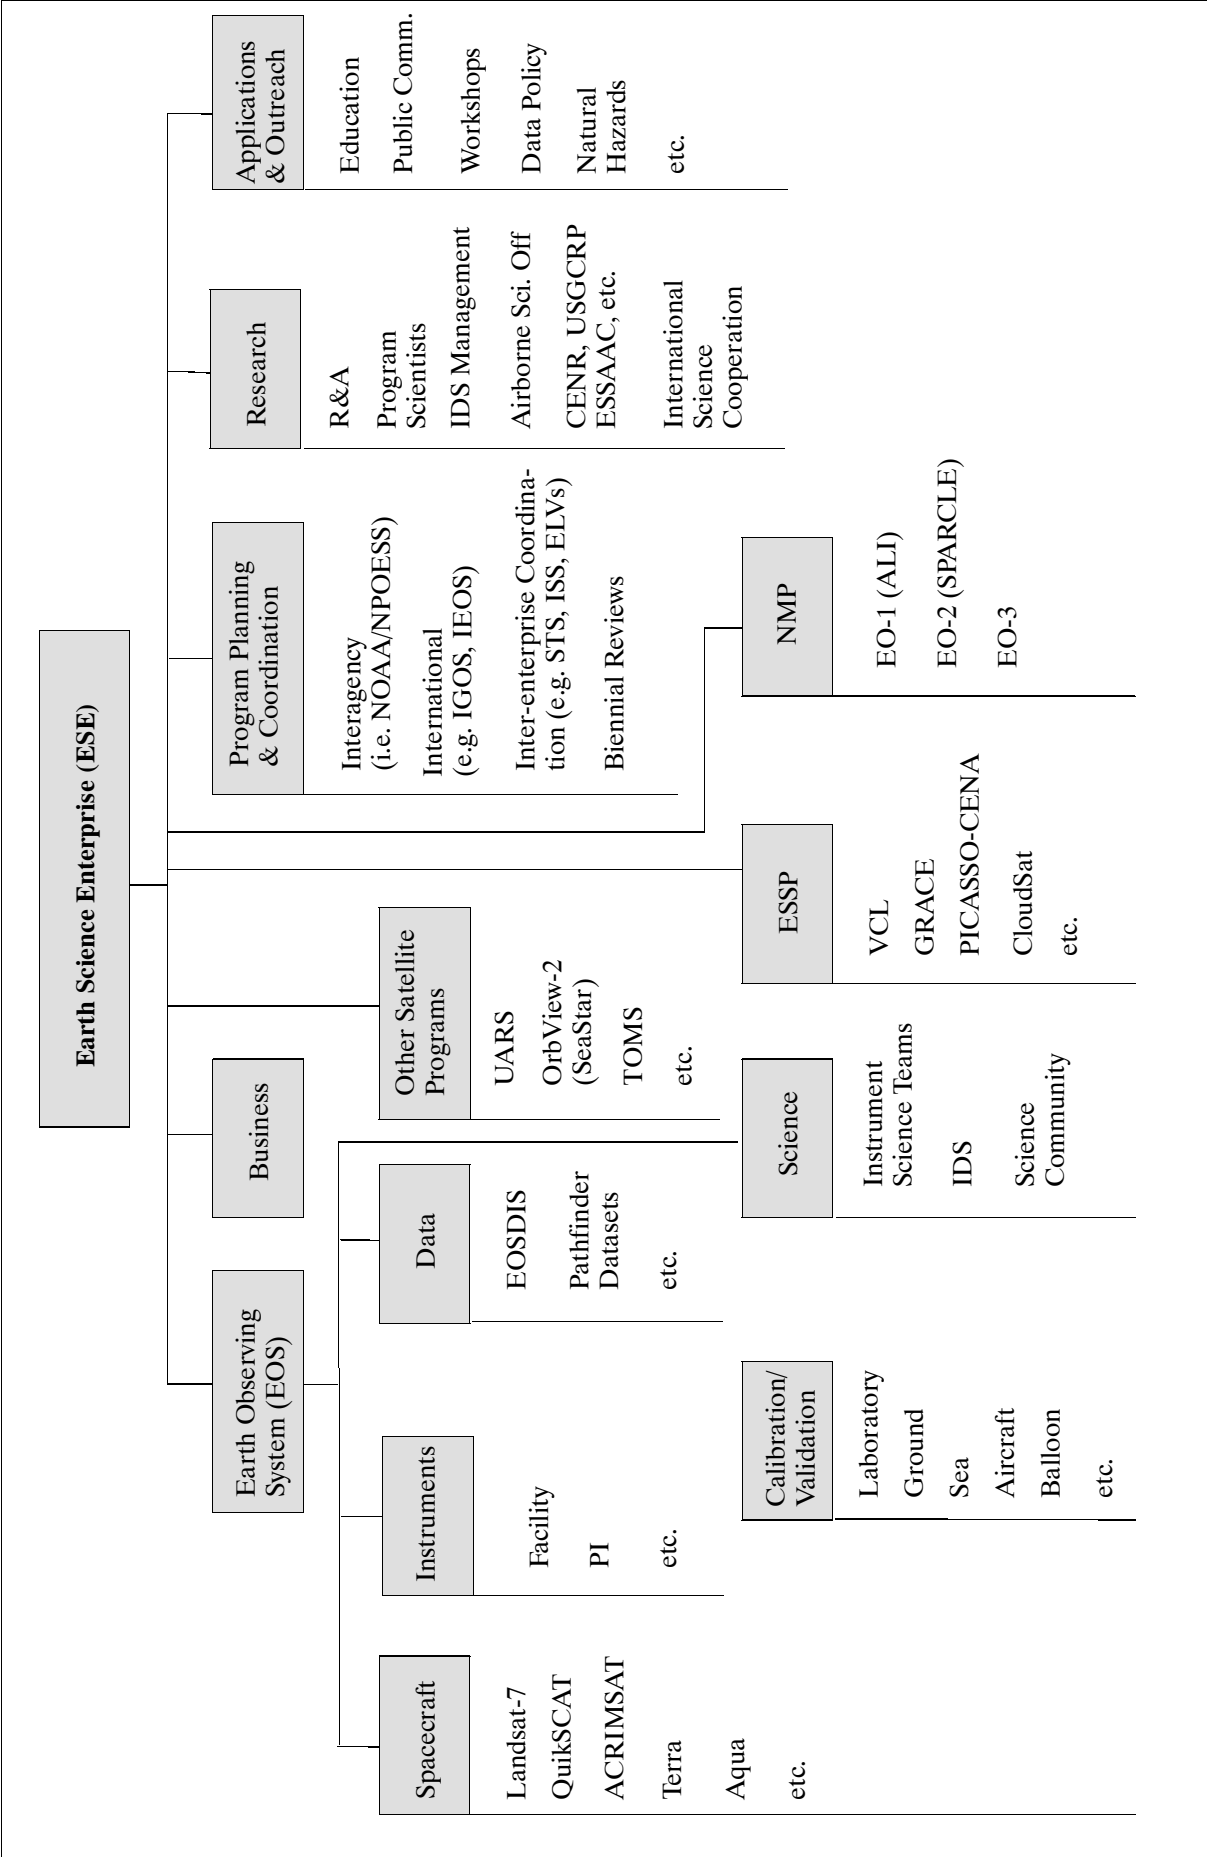 Earth Science Enterprise (ESE)
Earth Observing
System (EOS)
Business
Program Planning
& Coordination
Research
Applications
& Outreach
Interagency
(i.e. NOAA/NPOESS)
International
(e.g. IGOS, IEOS)
Inter-enterprise Coordina-
tion (e.g. STS, ISS, ELVs)
Biennial Reviews
R&A
Program
Scientists
IDS Management
Airborne Sci. Off
CENR, USGCRP
ESSAAC, etc.
International
Science
Cooperation
Education
Public Comm.
Workshops
Data Policy
Natural
Hazards
etc.
Spacecraft
Landsat-7
QuikSCAT
ACRIMSAT
Terra
Aqua
etc.
Instruments
Facility
PI
etc.
Data
EOSDIS
Pathfinder
Datasets
etc.
Other Satellite
Programs
UARS
OrbView-2
(SeaStar)
TOMS
etc.
Calibration/
Validation
Laboratory
Ground
Sea
Aircraft
Balloon
etc.
Science
Instrument
Science Teams
IDS
Science
Community
ESSP
VCL
GRACE
PICASSO-CENA
CloudSat
etc.
NMP
EO-1 (ALI)
EO-2 (SPARCLE)
EO-3